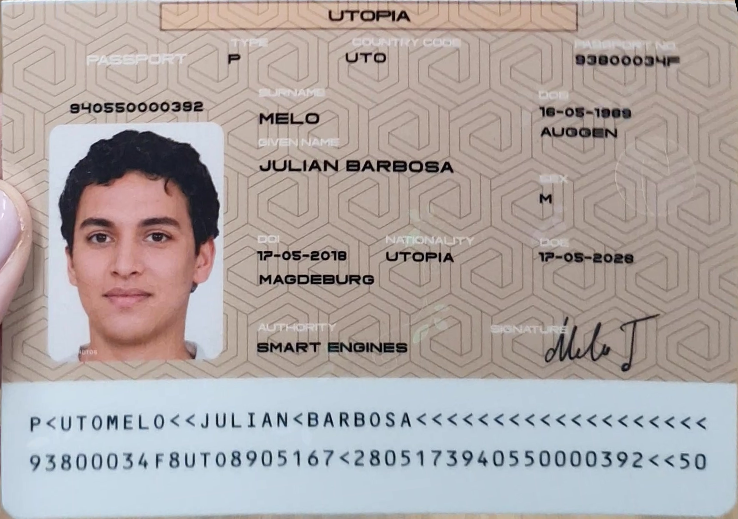 UTOPIA
PASSPORT
TYPE
P
COUNTRY CODE
UTO
PASSPORT NO.
93800034F
940550000392
SURNAME
MELO
DOB
16-05-1989
AUGGEN
GIVEN NAME
JULIAN BARBOSA
SEX
M
DOI
17-05-2018
MAGDEBURG
NATIONALITY
UTOPIA
DOE
17-05-2028
AUTHORITY
SMART ENGINES
SIGNATURE
Melo J
P<UTOMELO<<JULIAN<BARBOSA<<<<<<<<<<<<<<<<<<<
93800034F8UTO8905167<2805173940550000392<<50